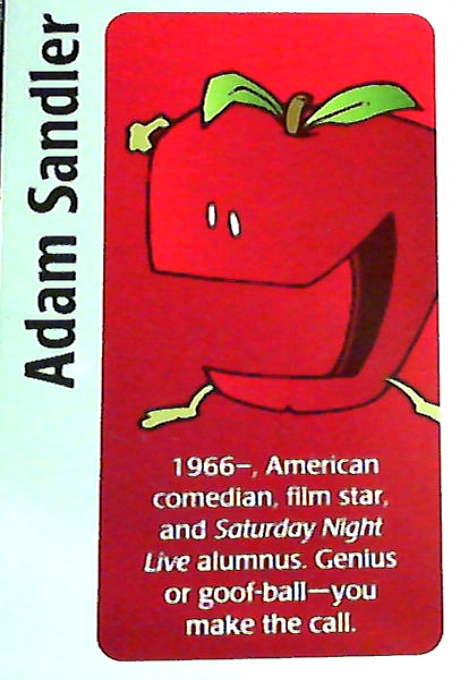 Adam Sandler
1966–, American
comedian, film star,
and Saturday Night
Live alumnus. Genius
or goof-ball—you
make the call.